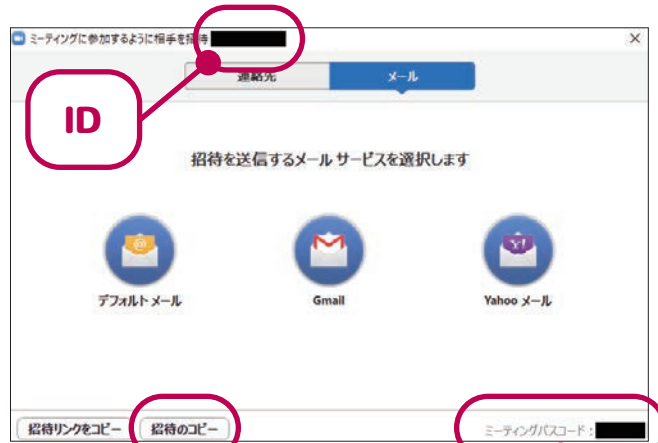 ミーティングに参加するように相手を招待
連絡先 メール
ID
招待を送信するメール サービスを選択します
デフォルト メール Gmail Yahoo メール
招待リンクをコピー 招待のコピー ミーティングパスコード：